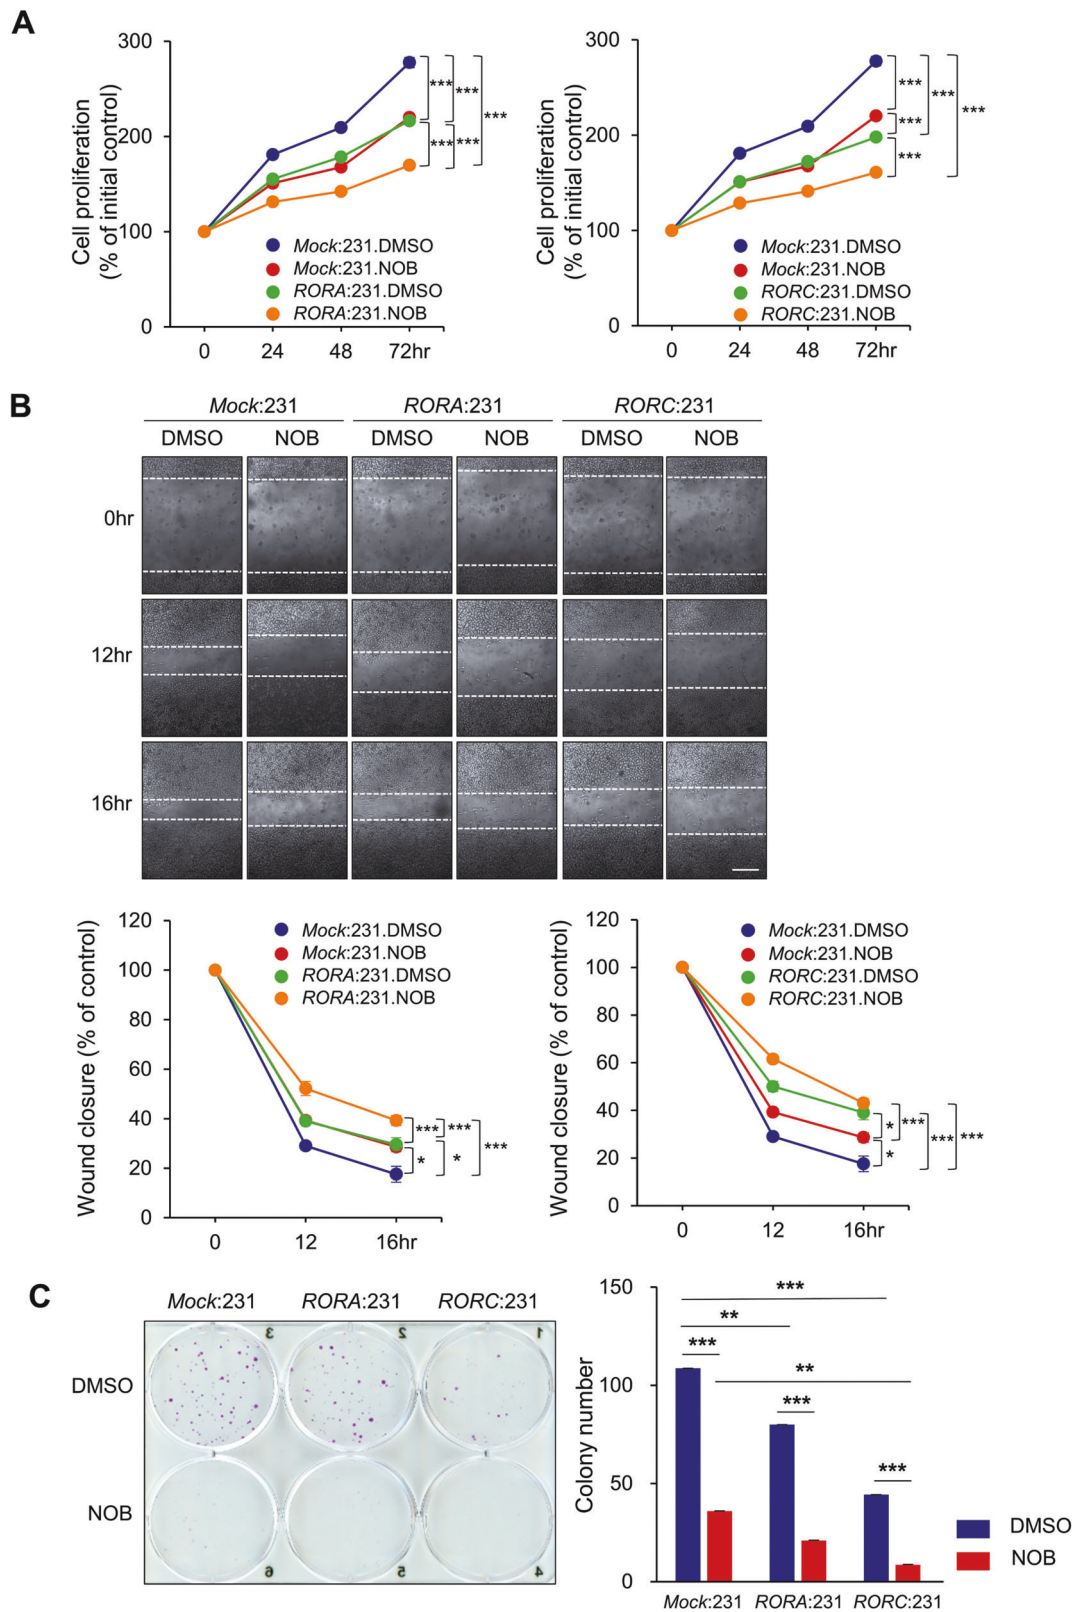 A
300
200
100
0
Cell proliferation
(% of initial control)
Mock:231.DMSO
Mock:231.NOB
RORA:231.DMSO
RORA:231.NOB
0 24 48 72hr
*** *** ***
*** ***
300
200
100
0
Cell proliferation
(% of initial control)
Mock:231.DMSO
Mock:231.NOB
RORC:231.DMSO
RORC:231.NOB
0 24 48 72hr
*** *** ***
***
***
B
Mock:231 RORA:231 RORC:231
DMSO NOB DMSO NOB DMSO NOB
0hr
12hr
16hr
120
100
80
60
40
20
0
Wound closure (% of control)
Mock:231.DMSO
Mock:231.NOB
RORA:231.DMSO
RORA:231.NOB
*** *** ***
* *
0 12 16hr
120
100
80
60
40
20
0
Wound closure (% of control)
Mock:231.DMSO
Mock:231.NOB
RORC:231.DMSO
RORC:231.NOB
* *** *** ***
*
0 12 16hr
C
Mock:231 RORA:231 RORC:231
3 2 1
DMSO
NOB
6 5 4
150
100
50
0
Colony number
***
**
***
**
***
***
DMSO
NOB
Mock:231 RORA:231 RORC:231